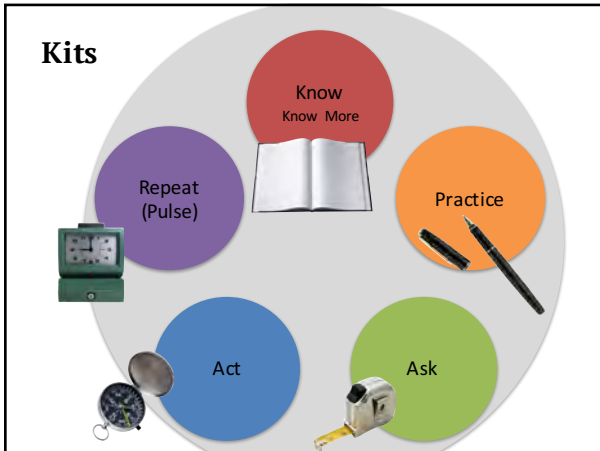 Kits
Know
Know More
Repeat
(Pulse)
Practice
Act
Ask